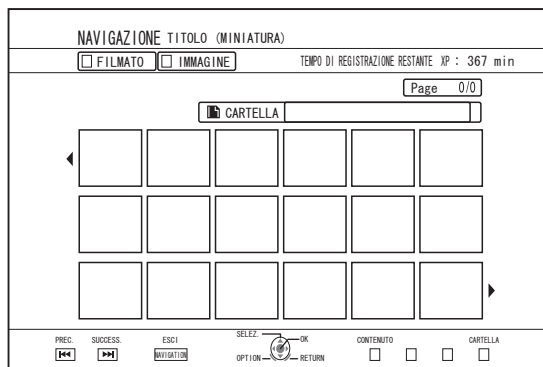 NAVIGAZIONE TITOLO (MINIATURA)
FILMATO IMMAGINE TEMPO DI REGISTRAZIONE RESTANTE XP : 367 min
Page 0/0
CARTELLA
PREC. SUCCESS. ESCI SELEZ. OK CONTENUTO CARTELLA
NAVIGATION OPTION RETURN